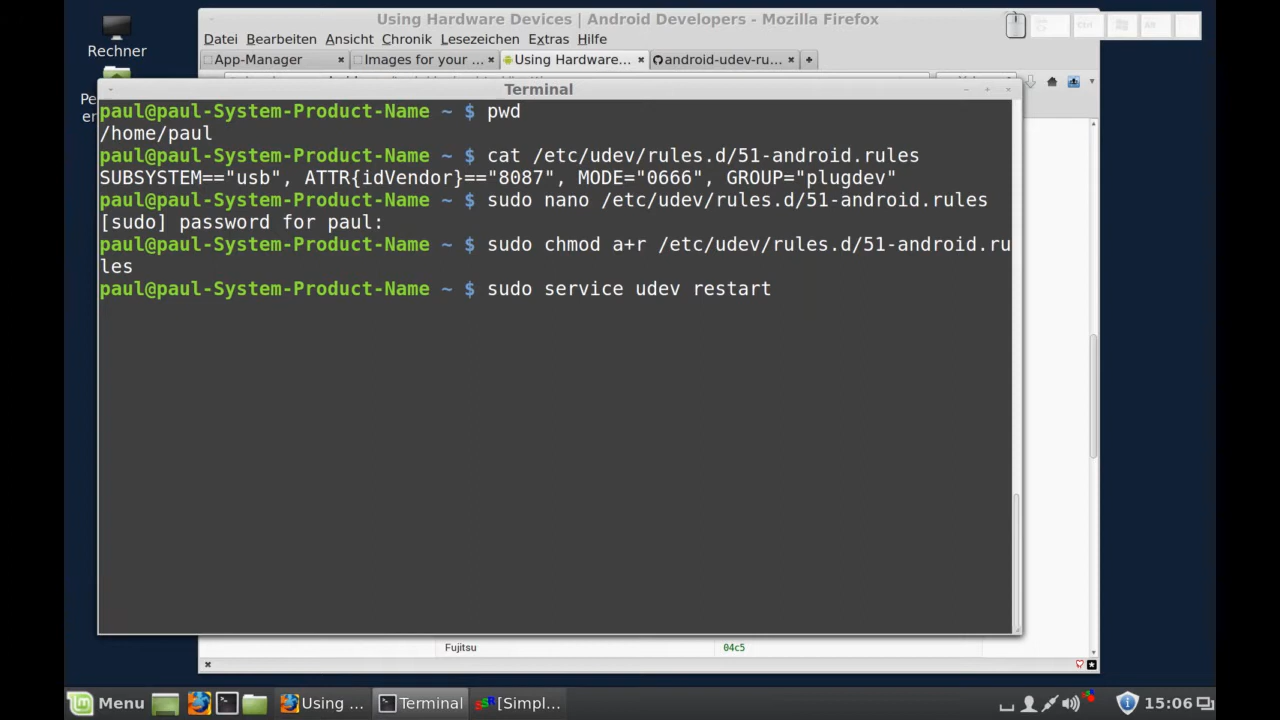 Rechner
Using Hardware Devices | Android Developers - Mozilla Firefox
Datei Bearbeiten Ansicht Chronik Lesezeichen Extras Hilfe
App-Manager
Images for your ...
Using Hardware...
android-udev-ru...
Terminal
paul@paul-System-Product-Name ~ $ pwd
/home/paul
paul@paul-System-Product-Name ~ $ cat /etc/udev/rules.d/51-android.rules
SUBSYSTEM=="usb", ATTR{idVendor}=="8087", MODE="0666", GROUP="plugdev"
paul@paul-System-Product-Name ~ $ sudo nano /etc/udev/rules.d/51-android.rules
[sudo] password for paul:
paul@paul-System-Product-Name ~ $ sudo chmod a+r /etc/udev/rules.d/51-android.ru
les
paul@paul-System-Product-Name ~ $ sudo service udev restart
Fujitsu 04c5
Menu
Using ...
Terminal
[Simpl...
15:06